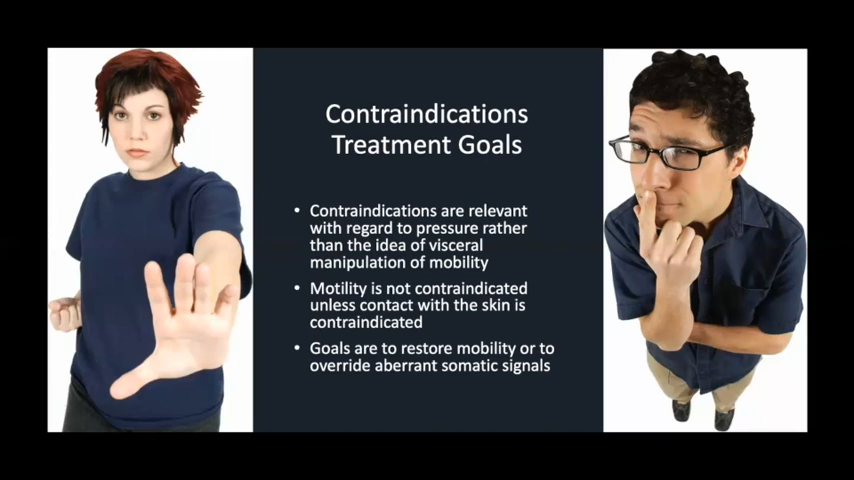 Contraindications
Treatment Goals
• Contraindications are relevant
with regard to pressure rather
than the idea of visceral
manipulation of mobility
• Motility is not contraindicated
unless contact with the skin is
contraindicated
• Goals are to restore mobility or to
override aberrant somatic signals